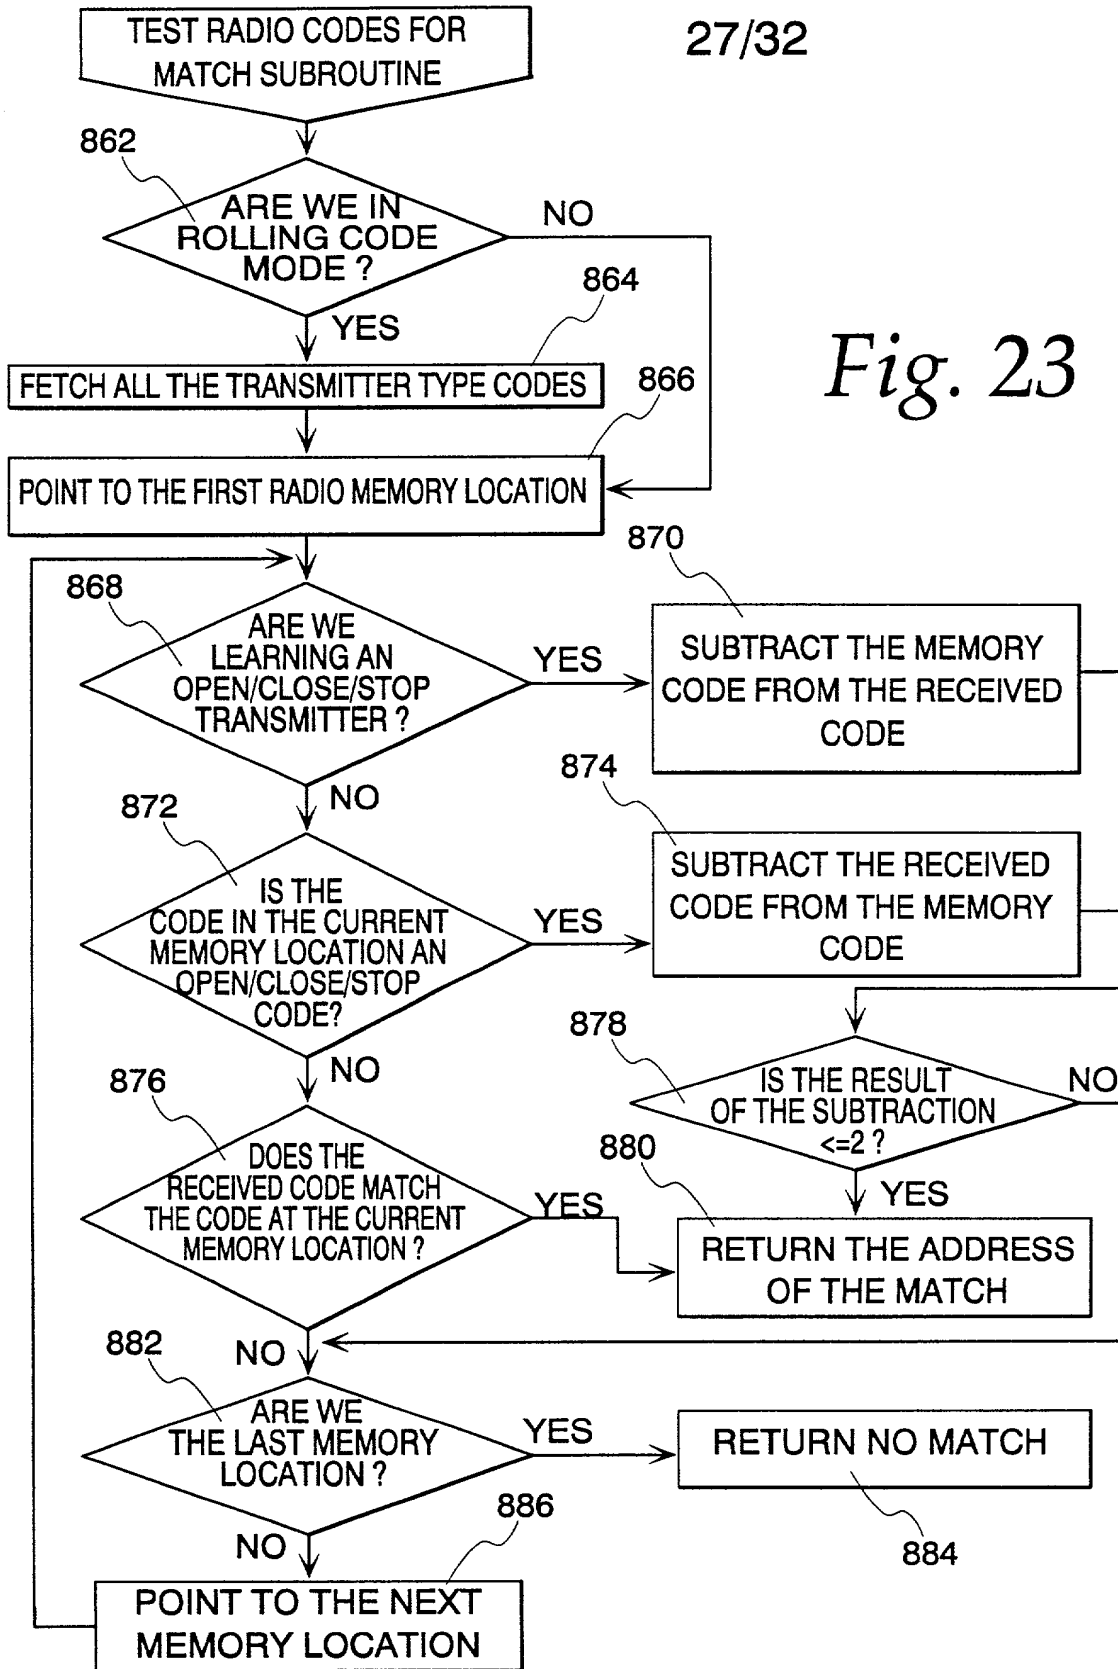 TEST RADIO CODES FOR
MATCH SUBROUTINE
27/32
862
ARE WE IN
ROLLING CODE
MODE ?
NO
YES
864
FETCH ALL THE TRANSMITTER TYPE CODES
Fig. 23
866
POINT TO THE FIRST RADIO MEMORY LOCATION
868
ARE WE
LEARNING AN
OPEN/CLOSE/STOP
TRANSMITTER ?
YES
NO
870
SUBTRACT THE MEMORY
CODE FROM THE RECEIVED
CODE
872
IS THE
CODE IN THE CURRENT
MEMORY LOCATION AN
OPEN/CLOSE/STOP
CODE?
YES
NO
874
SUBTRACT THE RECEIVED
CODE FROM THE MEMORY
CODE
878
IS THE RESULT
OF THE SUBTRACTION
<=2 ?
NO
YES
876
DOES THE
RECEIVED CODE MATCH
THE CODE AT THE CURRENT
MEMORY LOCATION ?
YES
NO
880
RETURN THE ADDRESS
OF THE MATCH
882
ARE WE
THE LAST MEMORY
LOCATION ?
YES
NO
RETURN NO MATCH
884
886
POINT TO THE NEXT
MEMORY LOCATION